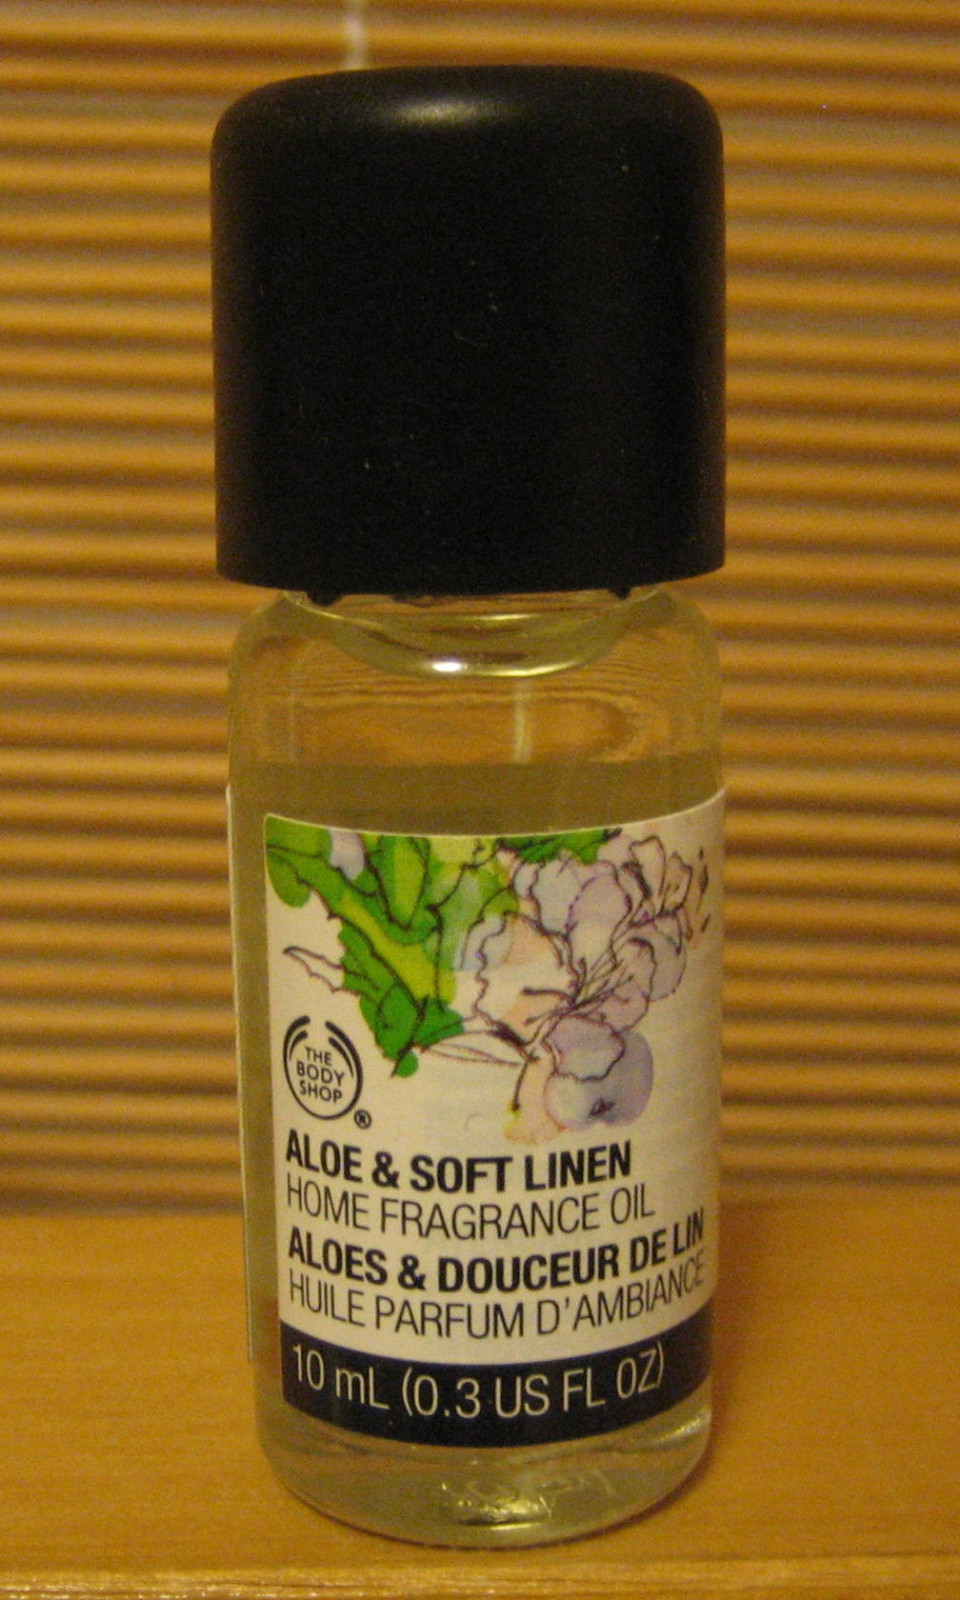 THE
BODY
SHOP
®
ALOE & SOFT LINEN
HOME FRAGRANCE OIL
ALOES & DOUCEUR DE LIN
HUILE PARFUM D'AMBIANCE
10 mL (0.3 US FL OZ)